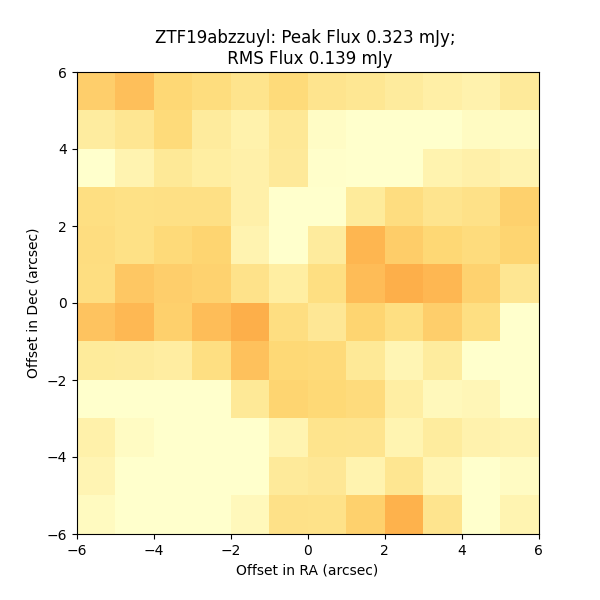 ZTF19abzzuyl: Peak Flux 0.323 mJy;
RMS Flux 0.139 mJy
6
4
2
0
−2
−4
−6
Offset in Dec (arcsec)
−6 −4 −2 0 2 4 6
Offset in RA (arcsec)